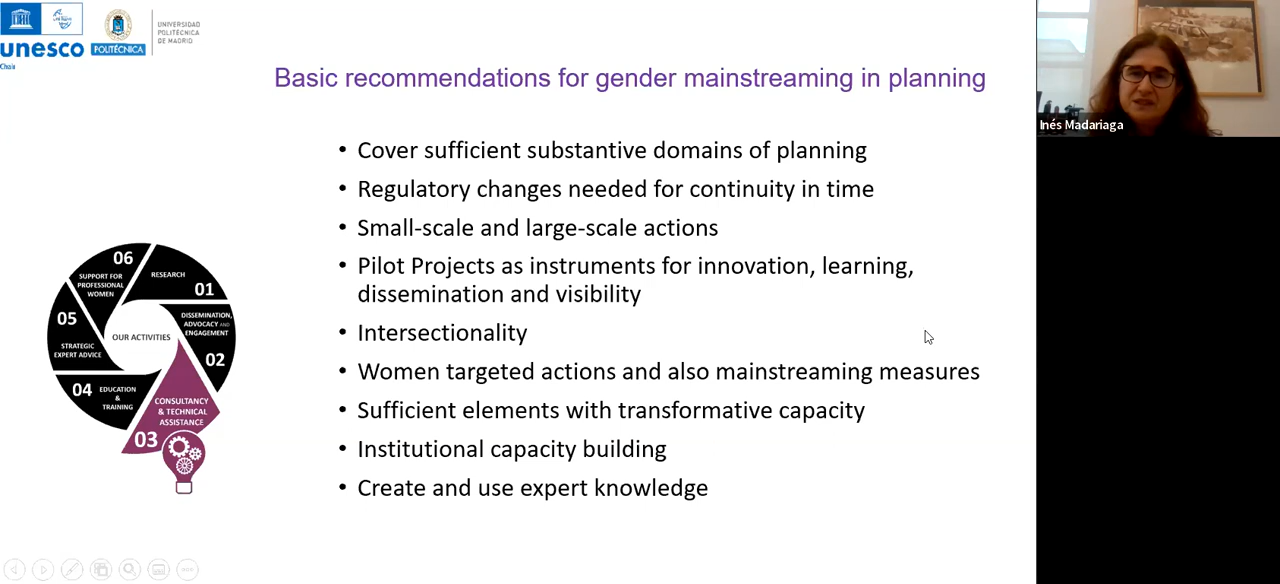 unesco
Chair
POLITÉCNICA
UNIVERSIDAD
POLITÉCNICA
DE MADRID
Basic recommendations for gender mainstreaming in planning
• Cover sufficient substantive domains of planning
• Regulatory changes needed for continuity in time
• Small-scale and large-scale actions
• Pilot Projects as instruments for innovation, learning,
dissemination and visibility
• Intersectionality
• Women targeted actions and also mainstreaming measures
• Sufficient elements with transformative capacity
• Institutional capacity building
• Create and use expert knowledge
OUR ACTIVITIES
RESEARCH
01
DISSEMINATION,
ADVOCACY AND
ENGAGEMENT
02
CONSULTANCY
& TECHNICAL
ASSISTANCE
03
04
EDUCATION
&
TRAINING
05
STRATEGIC
EXPERT ADVICE
06
SUPPORT FOR
PROFESSIONAL
WOMEN
Inés Madariaga